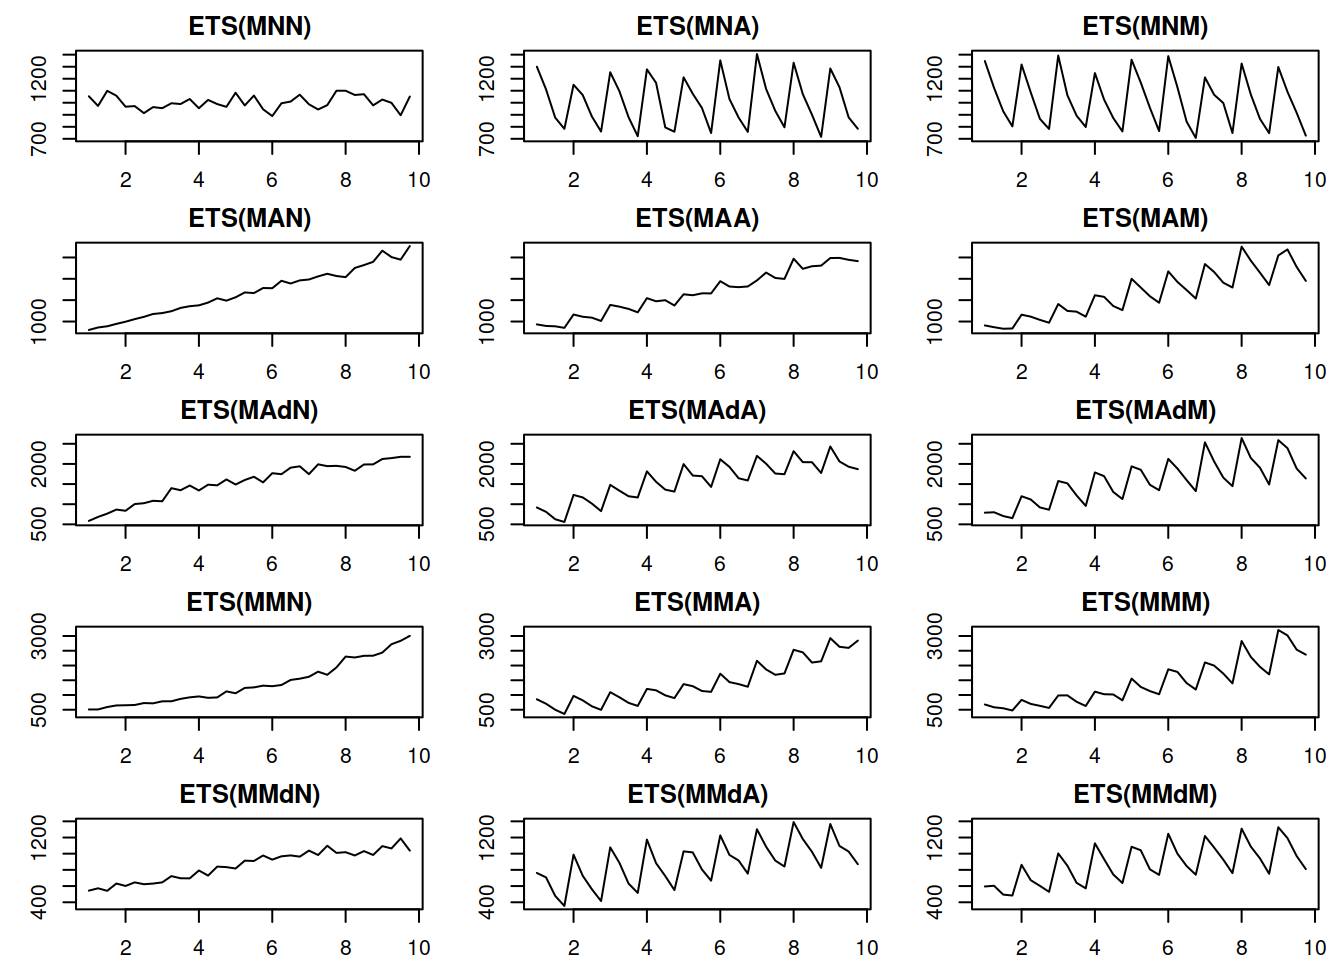 ETS(MNN) ETS(MNA) ETS(MNM)
1200 1200 1200
700 700 700
2 4 6 8 10 2 4 6 8 10 2 4 6 8 10
ETS(MAN) ETS(MAA) ETS(MAM)
1000 1000 1000
2 4 6 8 10 2 4 6 8 10 2 4 6 8 10
ETS(MAdN) ETS(MAdA) ETS(MAdM)
2000 2000 2000
500 500 500
2 4 6 8 10 2 4 6 8 10 2 4 6 8 10
ETS(MMN) ETS(MMA) ETS(MMM)
3000 3000 3000
500 500 500
2 4 6 8 10 2 4 6 8 10 2 4 6 8 10
ETS(MMdN) ETS(MMdA) ETS(MMdM)
1200 1200 1200
400 400 400
2 4 6 8 10 2 4 6 8 10 2 4 6 8 10